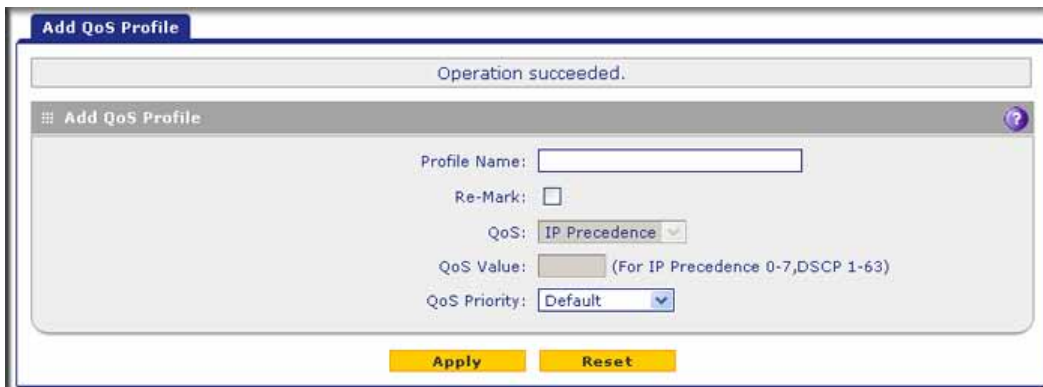 Add QoS Profile
Operation succeeded.
Add QoS Profile
?
Profile Name:
Re-Mark:
QoS: IP Precedence
QoS Value: (For IP Precedence 0-7,DSCP 1-63)
QoS Priority: Default
Apply Reset